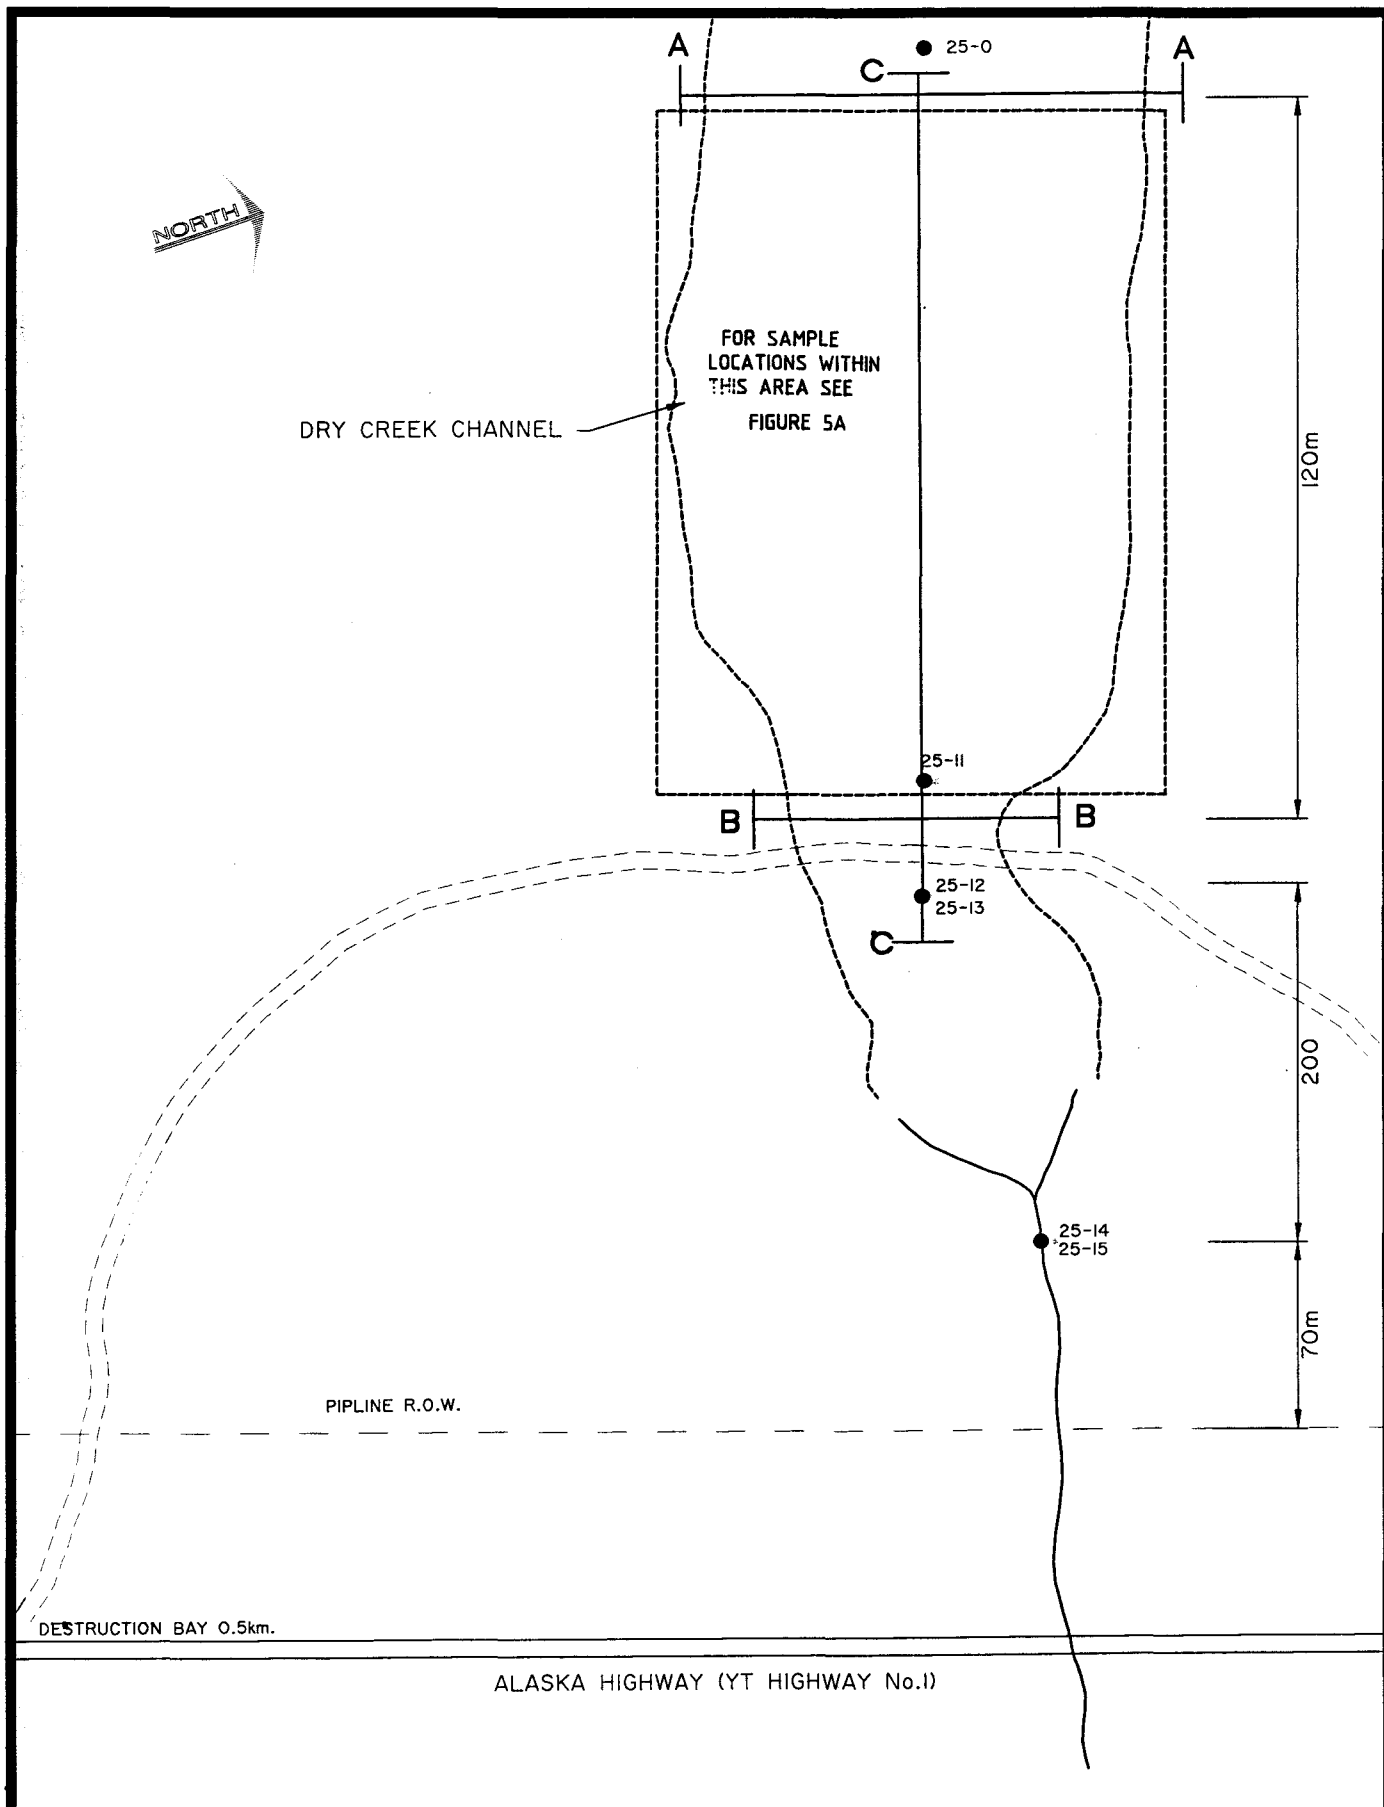 A
25-0
A
C
NORTH
FOR SAMPLE
LOCATIONS WITHIN
THIS AREA SEE
FIGURE 5A
DRY CREEK CHANNEL
120m
25-11
B
B
25-12
25-13
C
200
25-14
25-15
70m
PIPLINE R.O.W.
DESTRUCTION BAY 0.5km.
ALASKA HIGHWAY (YT HIGHWAY No.1)